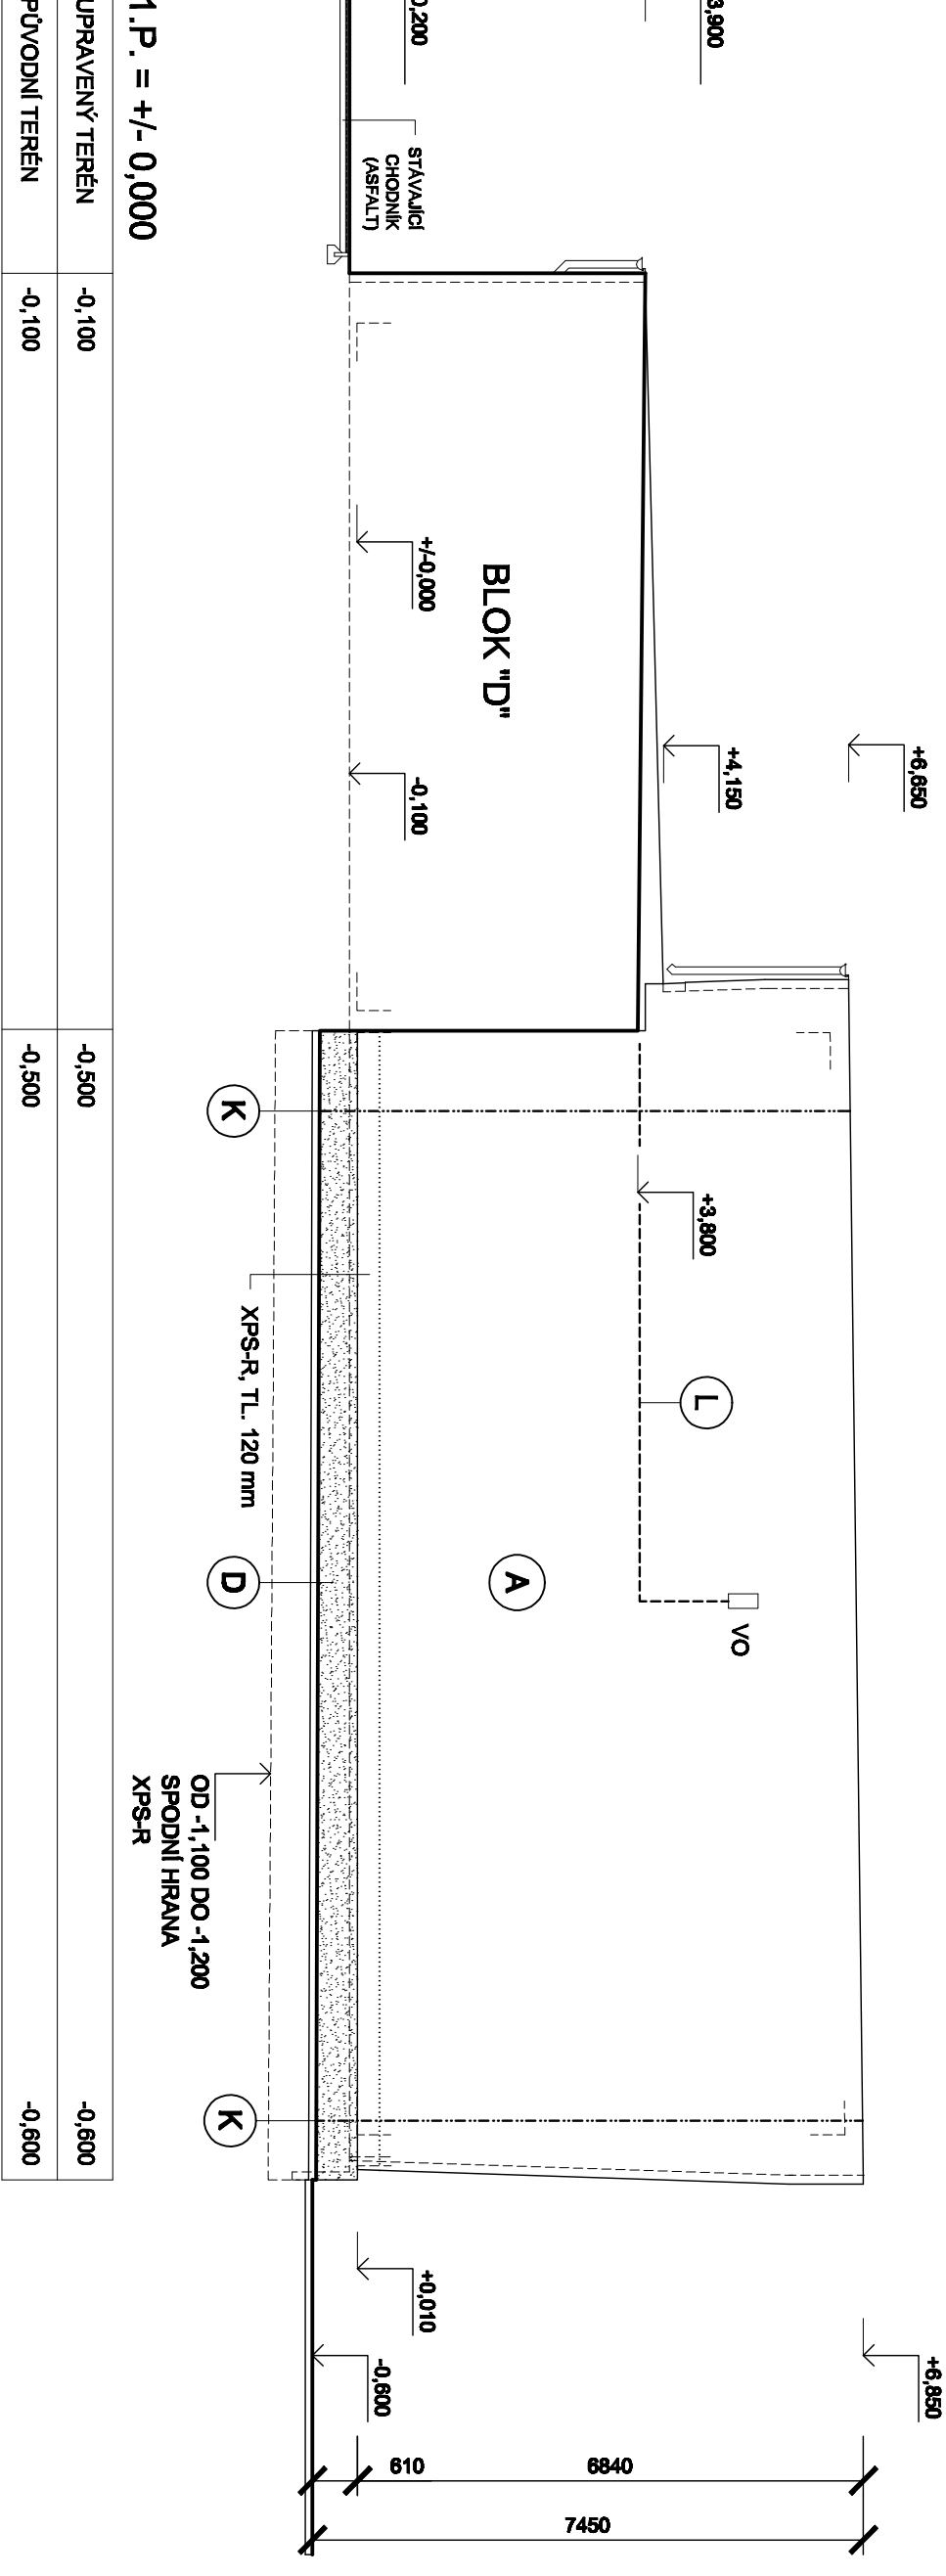 +6,650
+6,850
3,900
+4,150
+3,800
L
VO
0,200
BLOK "D"
A
6840
7450
610
STÁVAJÍCÍ
CHODNÍK
(ASFALT)
+/-0,000
-0,100
+0,010
-0,600
K
XPS-R, TL. 120 mm
D
K
OD -1,100 DO -1,200
SPODNÍ HRANA
XPS-R
1.P. = +/- 0,000
UPRAVENÝ TERÉN -0,100 -0,500 -0,600
PŮVODNÍ TERÉN -0,100 -0,500 -0,600